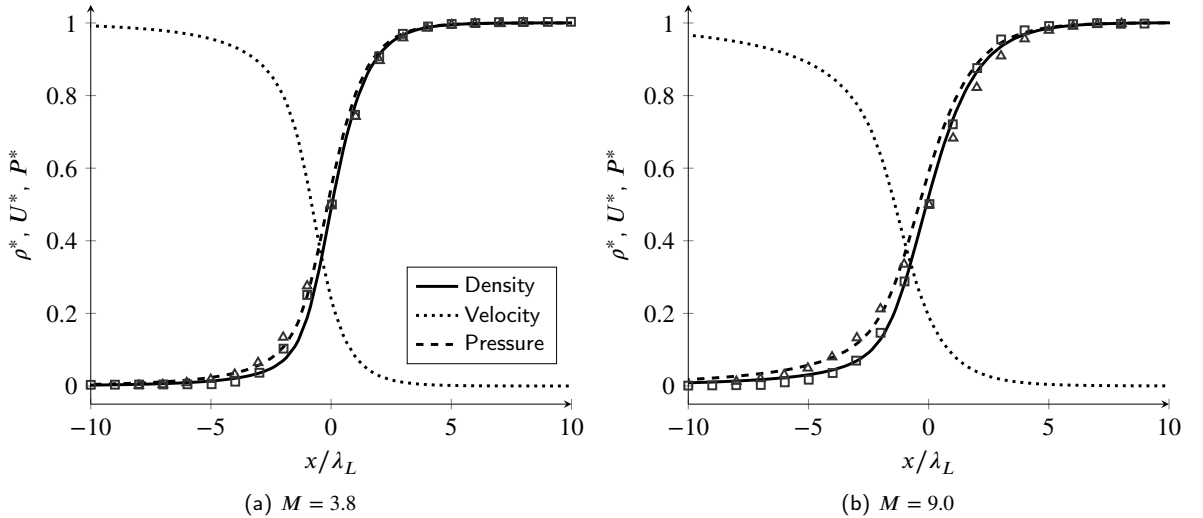 1
0.8
0.6
0.4
0.2
0
ρ*, U*, P*
−10
−5
0
5
10
x/λ_L
Density
Velocity
Pressure
(a) M = 3.8
1
0.8
0.6
0.4
0.2
0
ρ*, U*, P*
−10
−5
0
5
10
x/λ_L
(b) M = 9.0